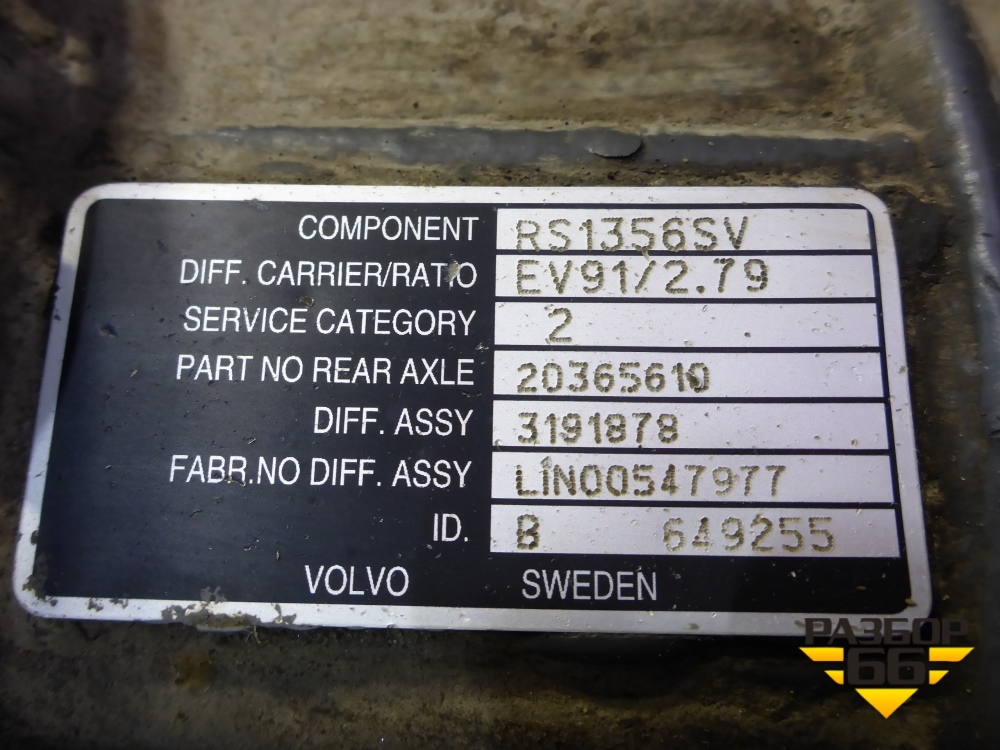 COMPONENT RS1356SV
DIFF. CARRIER/RATIO EV91/2.79
SERVICE CATEGORY 2
PART NO REAR AXLE 20365610
DIFF. ASSY 3191878
FABR.NO DIFF. ASSY LIN00547977
ID. B 649255
VOLVO SWEDEN
РАЗБОР
66